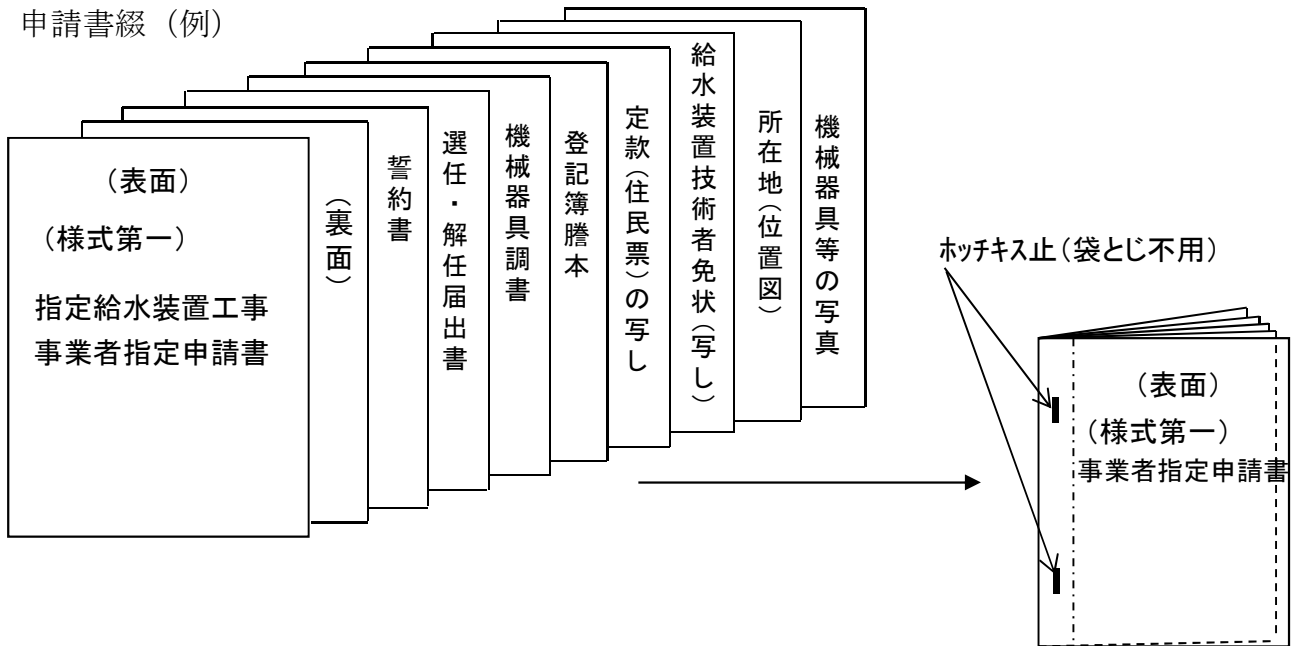 申請書綴（例）
（表面）
（様式第一）
指定給水装置工事
事業者指定申請書
（裏面）
誓約書
選任・解任届出書
機械器具調書
登記簿謄本
定款（住民票）の写し
給水装置技術者免状（写し）
所在地（位置図）
機械器具等の写真
ホッチキス止（袋とじ不用）
（表面）
（様式第一）
事業者指定申請書